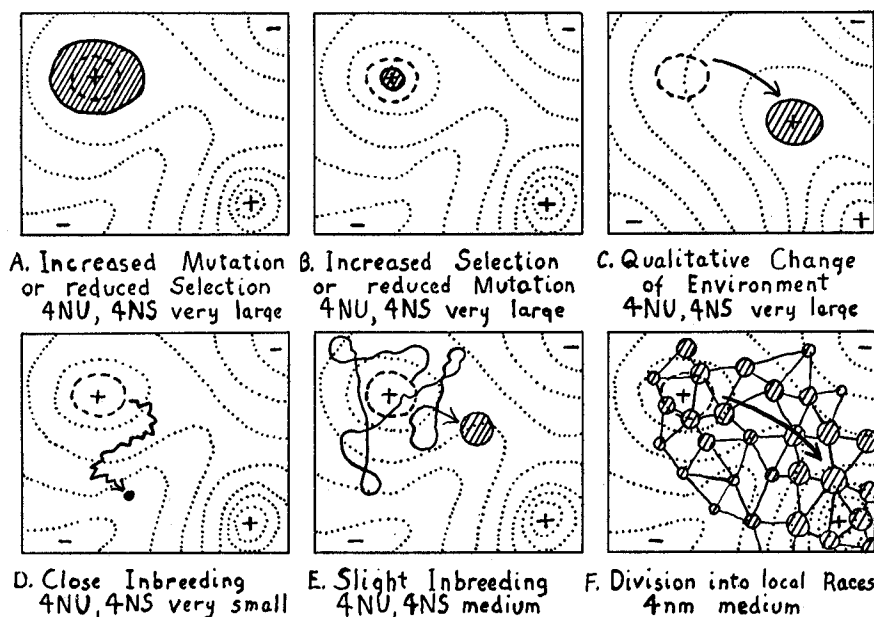 +
-
+
-
A. Increased Mutation
or reduced Selection
4NU, 4NS very large
+
-
+
-
B. Increased Selection
or reduced Mutation
4NU, 4NS very large
-
+
-
+
C. Qualitative Change
of Environment
4NU, 4NS very large
-
+
+
-
D. Close Inbreeding
4NU, 4NS very small
-
+
+
-
E. Slight Inbreeding
4NU, 4NS medium
-
+
+
-
F. Division into local Races
4nm medium